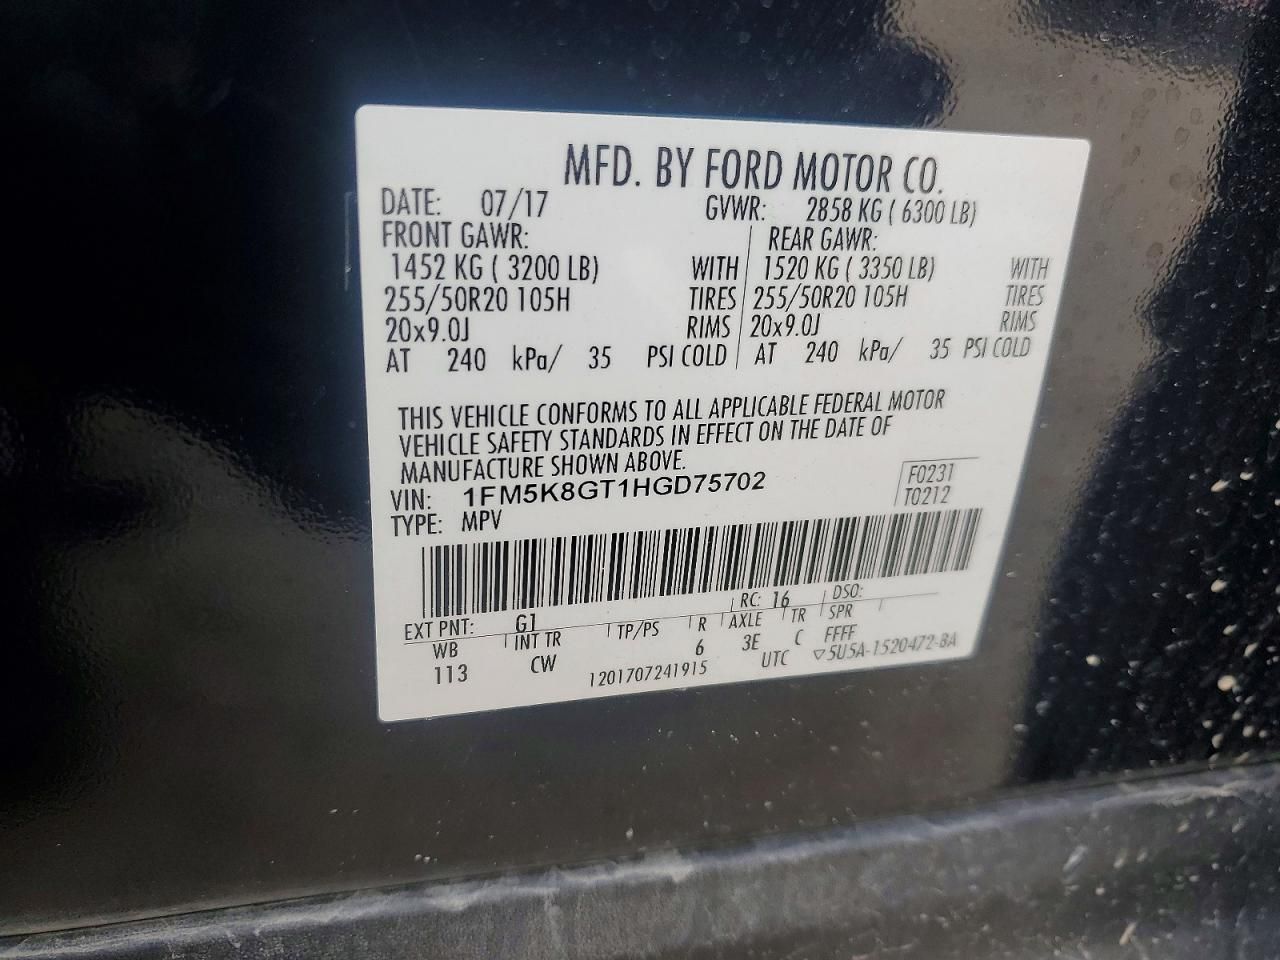 MFD. BY FORD MOTOR CO.
DATE: 07/17 GVWR: 2858 KG ( 6300 LB)
FRONT GAWR: REAR GAWR:
1452 KG ( 3200 LB) WITH 1520 KG ( 3350 LB) WITH
255/50R20 105H TIRES 255/50R20 105H TIRES
20x9.0J RIMS 20x9.0J RIMS
AT 240 kPa/ 35 PSI COLD AT 240 kPa/ 35 PSI COLD
THIS VEHICLE CONFORMS TO ALL APPLICABLE FEDERAL MOTOR
VEHICLE SAFETY STANDARDS IN EFFECT ON THE DATE OF
MANUFACTURE SHOWN ABOVE.
VIN: 1FM5K8GT1HGD75702 F0231
TYPE: MPV T0212
EXT PNT: G1 RC: 16 DSO:
WB INT TR TP/PS R AXLE TR SPR
113 CW 6 3E C FFFF
1201707241915 UTC ▽5U5A-1520472-BA